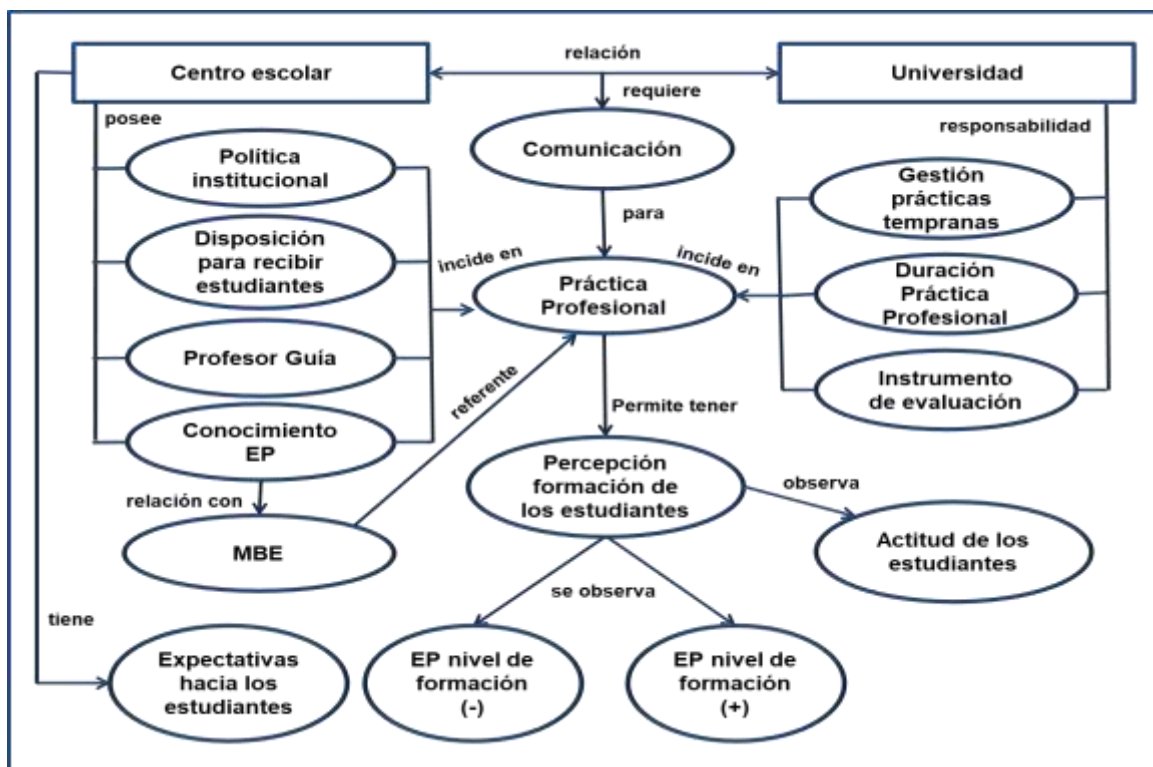 relación
Centro escolar
Universidad
requiere
posee
responsabilidad
Política
institucional
Comunicación
Gestión
prácticas
tempranas
para
Disposición
para recibir
estudiantes
incide en
incide en
Práctica
Profesional
Duración
Práctica
Profesional
Profesor Guía
referente
Instrumento
de evaluación
Permite tener
Conocimiento
EP
Percepción
formación de
los estudiantes
observa
relación con
MBE
Actitud de los
estudiantes
se observa
tiene
Expectativas
hacia los
estudiantes
EP nivel de
formación
(-)
EP nivel de
formación
(+)